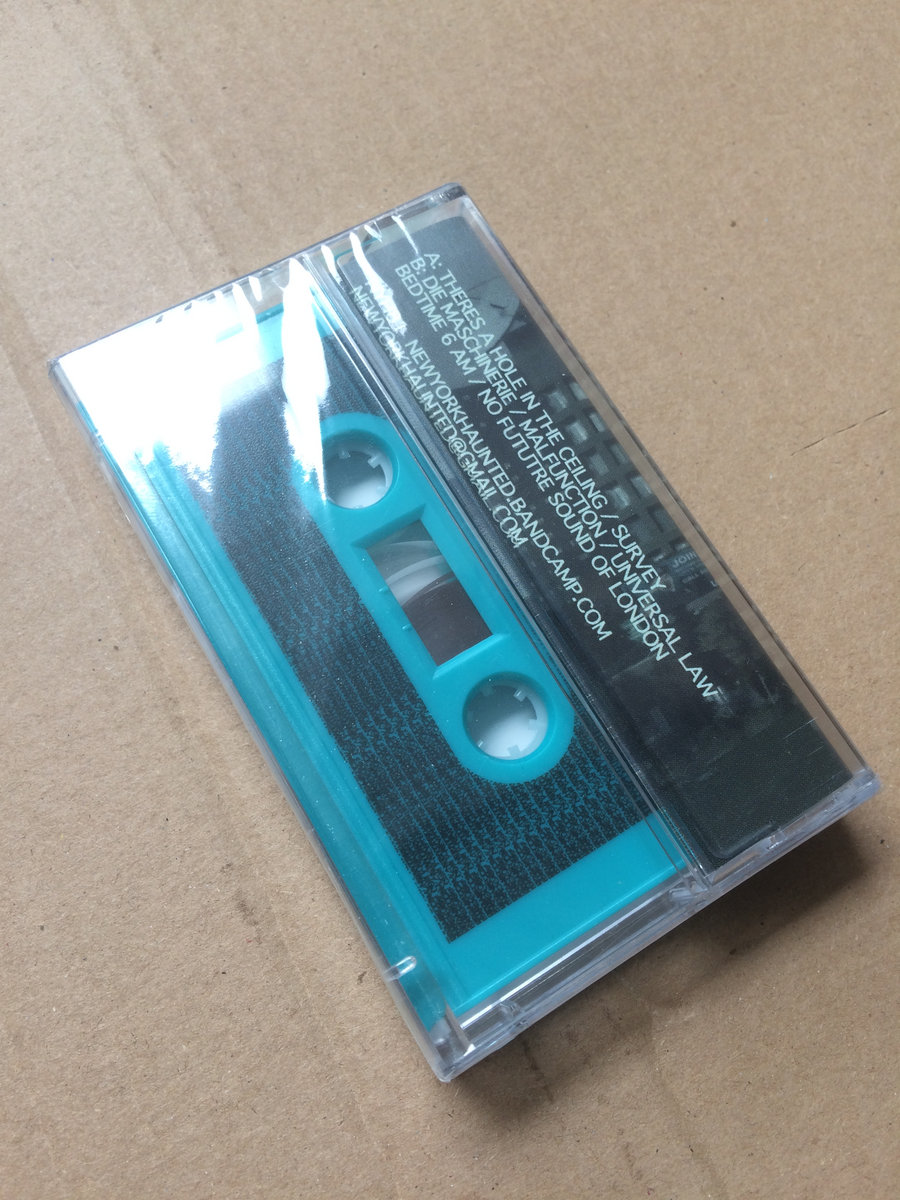 A: THERES A HOLE IN THE CEILING / SURVEY
B: DIE MASCHINERIE / MALFUNCTION / UNIVERSAL LAW
BEDTIME 6 AM / NO FUTUTRE SOUND OF LONDON
NEWYORKHAUNTED.BANDCAMP.COM
NEWYORKHAUNTED@GMAIL.COM